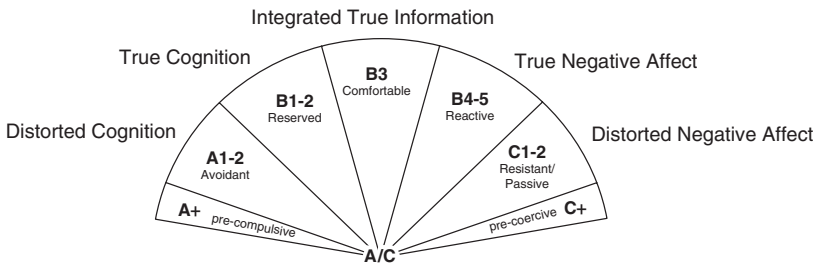 Integrated True Information
True Cognition
True Negative Affect
Distorted Cognition
Distorted Negative Affect
B3
Comfortable
B1-2
Reserved
B4-5
Reactive
A1-2
Avoidant
C1-2
Resistant/
Passive
A+ pre-compulsive
pre-coercive C+
A/C